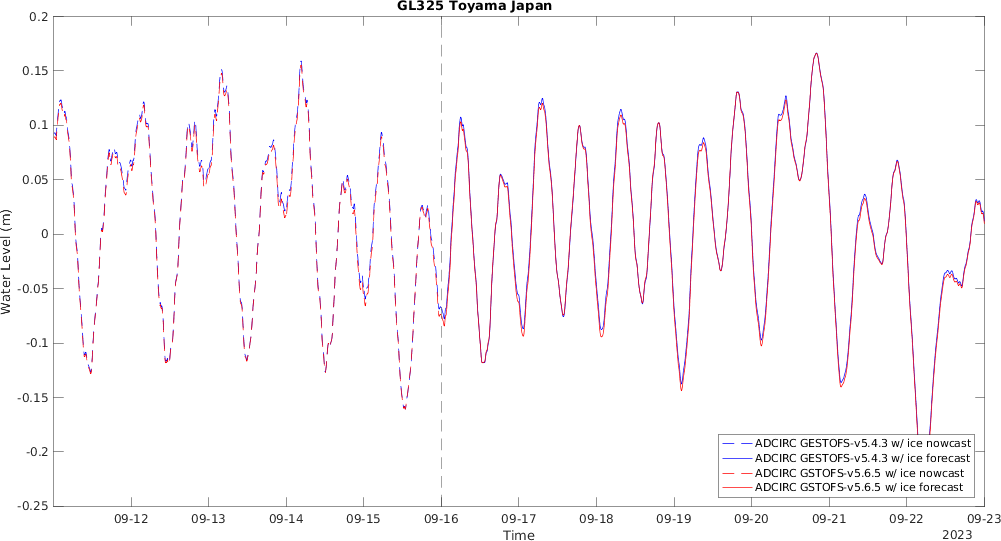 GL325 Toyama Japan
0.2
0.15
0.1
0.05
0
-0.05
-0.1
-0.15
-0.2
-0.25
Water Level (m)
ADCIRC GESTOFS-v5.4.3 w/ ice nowcast
ADCIRC GESTOFS-v5.4.3 w/ ice forecast
ADCIRC GSTOFS-v5.6.5 w/ ice nowcast
ADCIRC GSTOFS-v5.6.5 w/ ice forecast
09-12 09-13 09-14 09-15 09-16 09-17 09-18 09-19 09-20 09-21 09-22 09-23
Time
2023